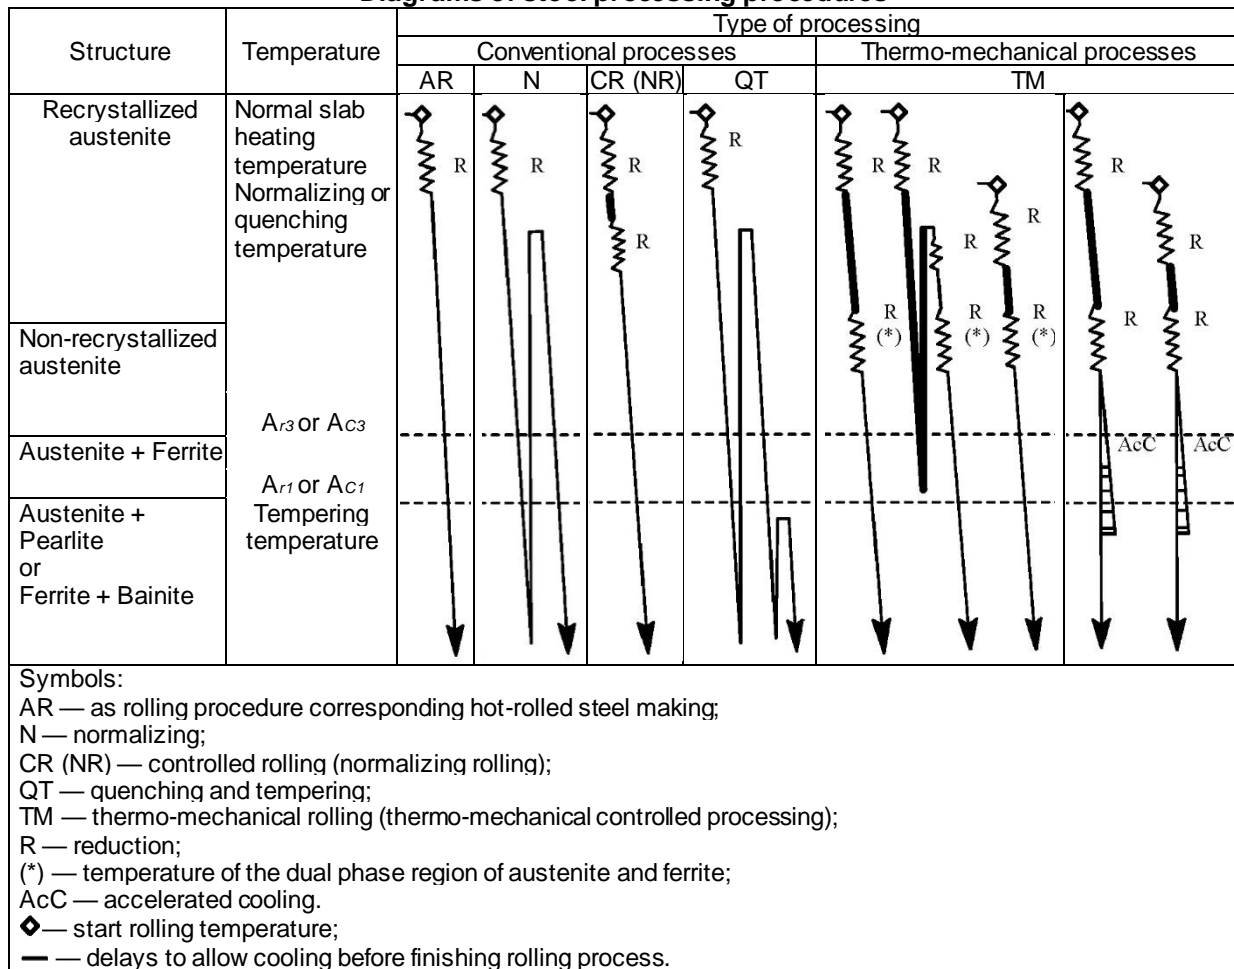 Diagrams of steel processing procedures
Structure
Temperature
Type of processing
Conventional processes
Thermo-mechanical processes
AR
N
CR (NR)
QT
TM
Recrystallized
austenite
Normal slab
heating
temperature
Normalizing or
quenching
temperature
R
R
R
R
R
R
R
R
R
R
R
R
(*)
R
(*)
R
(*)
R
R
R
Non-recrystallized
austenite
Ar3 or AC3
Austenite + Ferrite
AcC
AcC
Ar1 or AC1
Tempering
temperature
Austenite +
Pearlite
or
Ferrite + Bainite
Symbols:
AR — as rolling procedure corresponding hot-rolled steel making;
N — normalizing;
CR (NR) — controlled rolling (normalizing rolling);
QT — quenching and tempering;
TM — thermo-mechanical rolling (thermo-mechanical controlled processing);
R — reduction;
(*) — temperature of the dual phase region of austenite and ferrite;
AcC — accelerated cooling.
— start rolling temperature;
— delays to allow cooling before finishing rolling process.